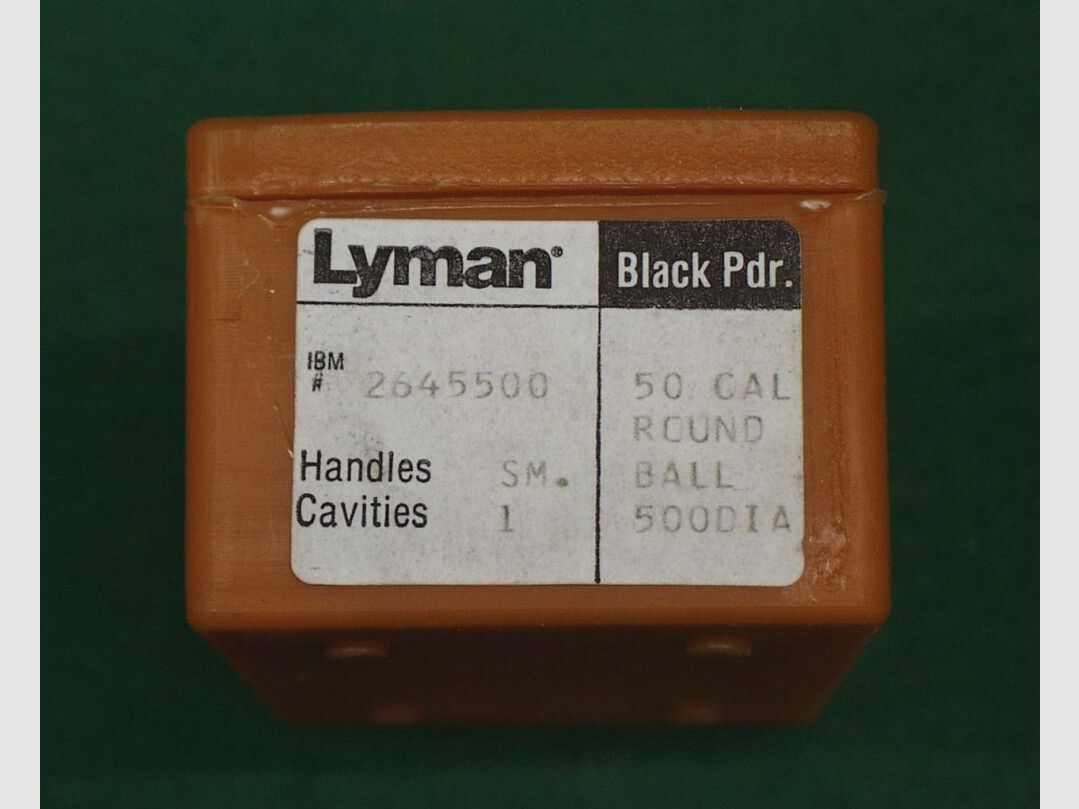 Lyman®
Black Pdr.
IBM
# 2645500
Handles SM.
Cavities 1
50 CAL
ROUND
BALL
500DIA